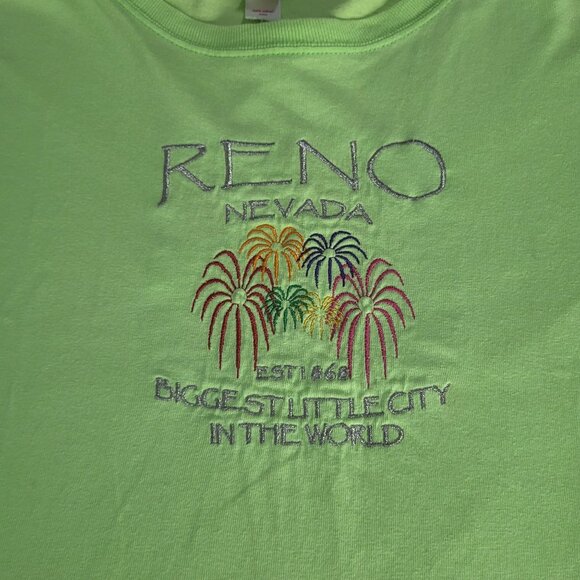 RENO
NEVADA
EST 1868
BIGGEST LITTLE CITY
IN THE WORLD